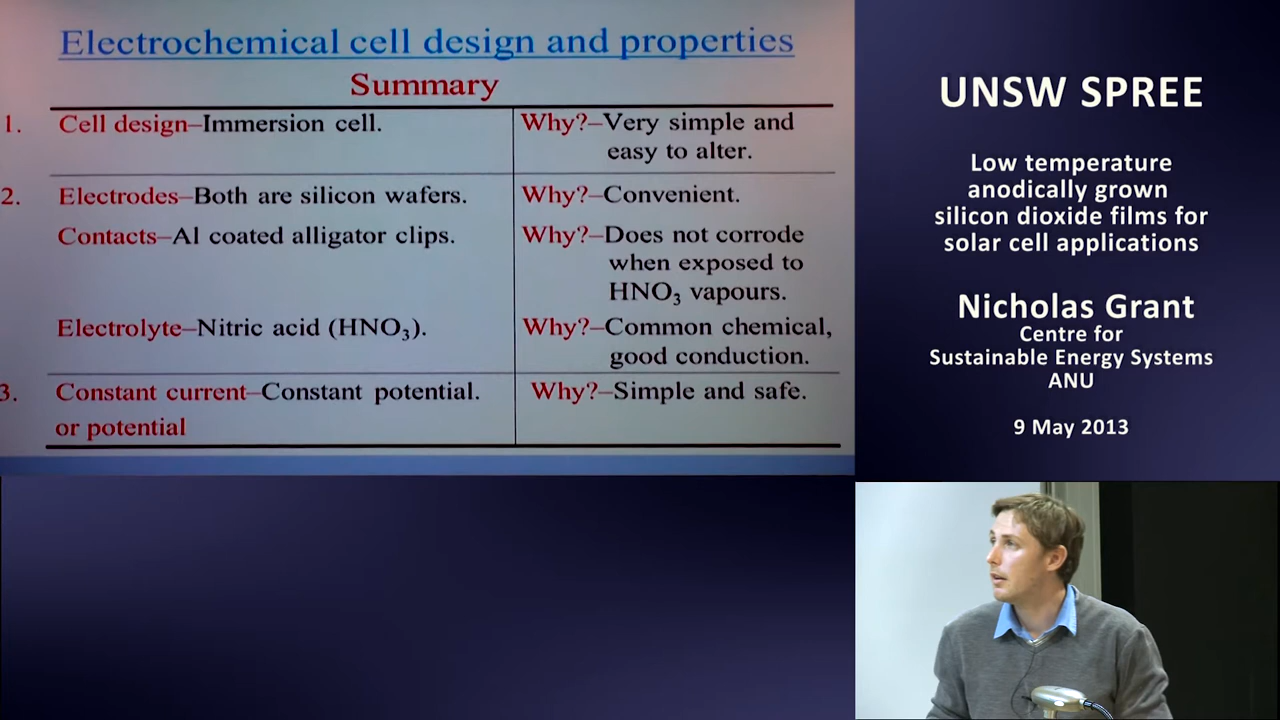 Electrochemical cell design and properties
Summary
1. Cell design–Immersion cell. Why?–Very simple and
easy to alter.
2. Electrodes–Both are silicon wafers. Why?–Convenient.
Contacts–Al coated alligator clips. Why?–Does not corrode
when exposed to
HNO₃ vapours.
Electrolyte–Nitric acid (HNO₃). Why?–Common chemical,
good conduction.
3. Constant current–Constant potential. Why?–Simple and safe.
or potential
UNSW SPREE
Low temperature
anodically grown
silicon dioxide films for
solar cell applications
Nicholas Grant
Centre for
Sustainable Energy Systems
ANU
9 May 2013